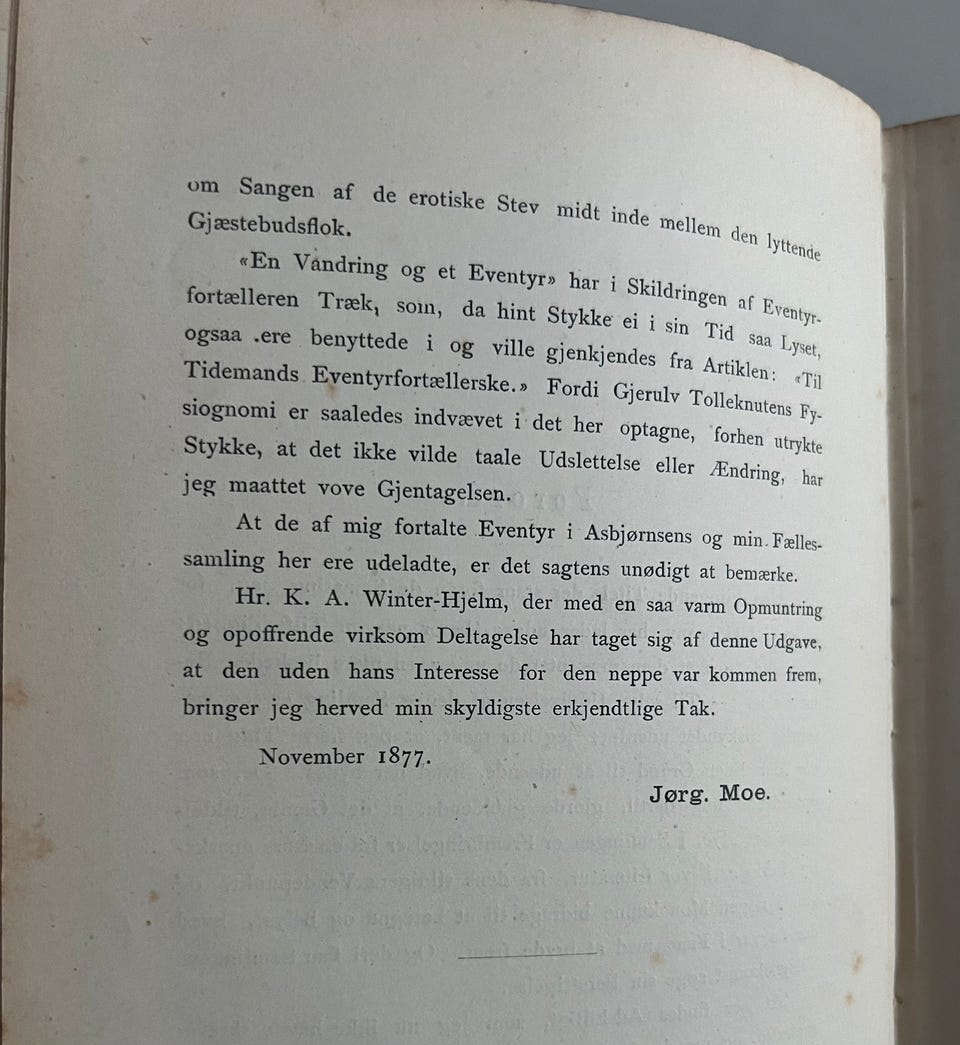 om Sangen af de erotiske Stev midt inde mellem den lyttende
Gjæstebudsflok.
«En Vandring og et Eventyr» har i Skildringen af Eventyr-
fortælleren Træk, som, da hint Stykke ei i sin Tid saa Lyset,
ogsaa .ere benyttede i og ville gjenkjendes fra Artiklen: «Til
Tidemands Eventyrfortællerske.» Fordi Gjerulv Tolleknutens Fy-
siognomi er saaledes indvævet i det her optagne, forhen utrykte
Stykke, at det ikke vilde taale Udslettelse eller Ændring, har
jeg maattet vove Gjentagelsen.
At de af mig fortalte Eventyr i Asbjørnsens og min Fælles-
samling her ere udeladte, er det sagtens unødigt at bemærke.
Hr. K. A. Winter-Hjelm, der med en saa varm Opmuntring
og opoffrende virksom Deltagelse har taget sig af denne Udgave,
at den uden hans Interesse for den neppe var kommen frem,
bringer jeg herved min skyldigste erkjendtlige Tak.
November 1877.
Jørg. Moe.